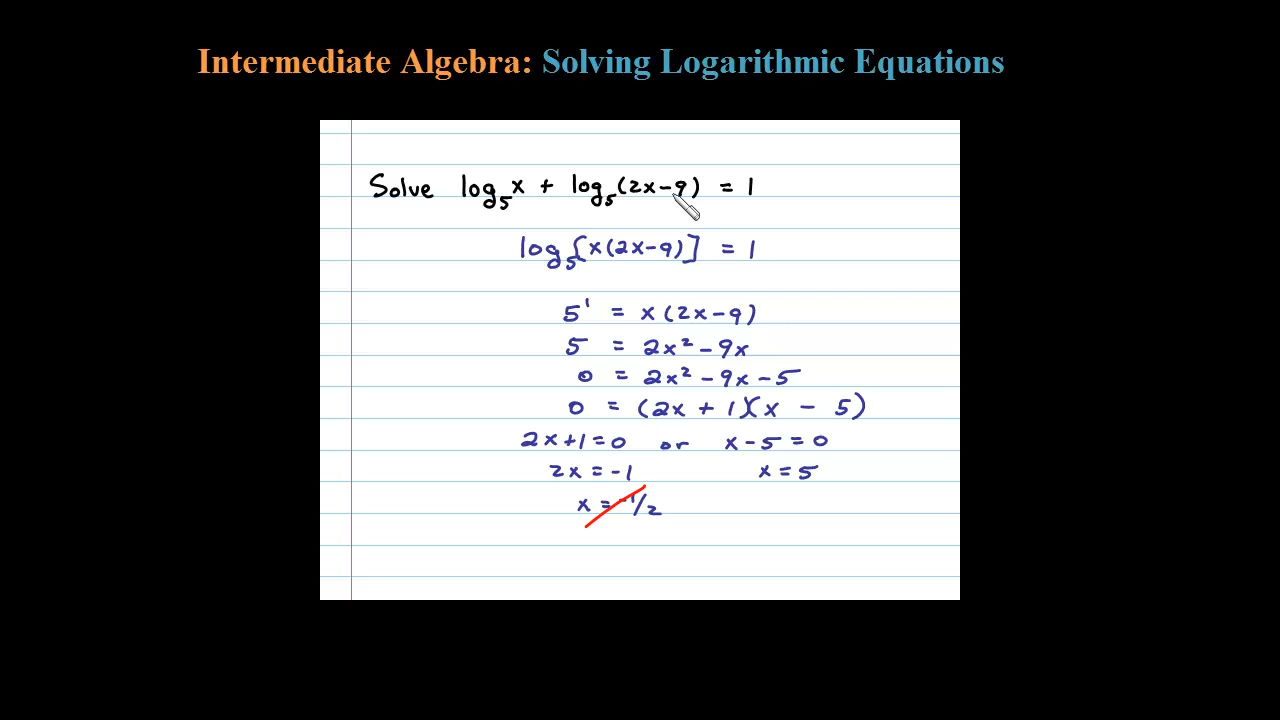 Intermediate Algebra: Solving Logarithmic Equations
Solve log₅x + log₅(2x-9) = 1
log₅[x(2x-9)] = 1
5¹ = x(2x-9)
5 = 2x² - 9x
0 = 2x² - 9x - 5
0 = (2x + 1)(x - 5)
2x+1=0 or x-5=0
2x = -1 x = 5
x = -1/2